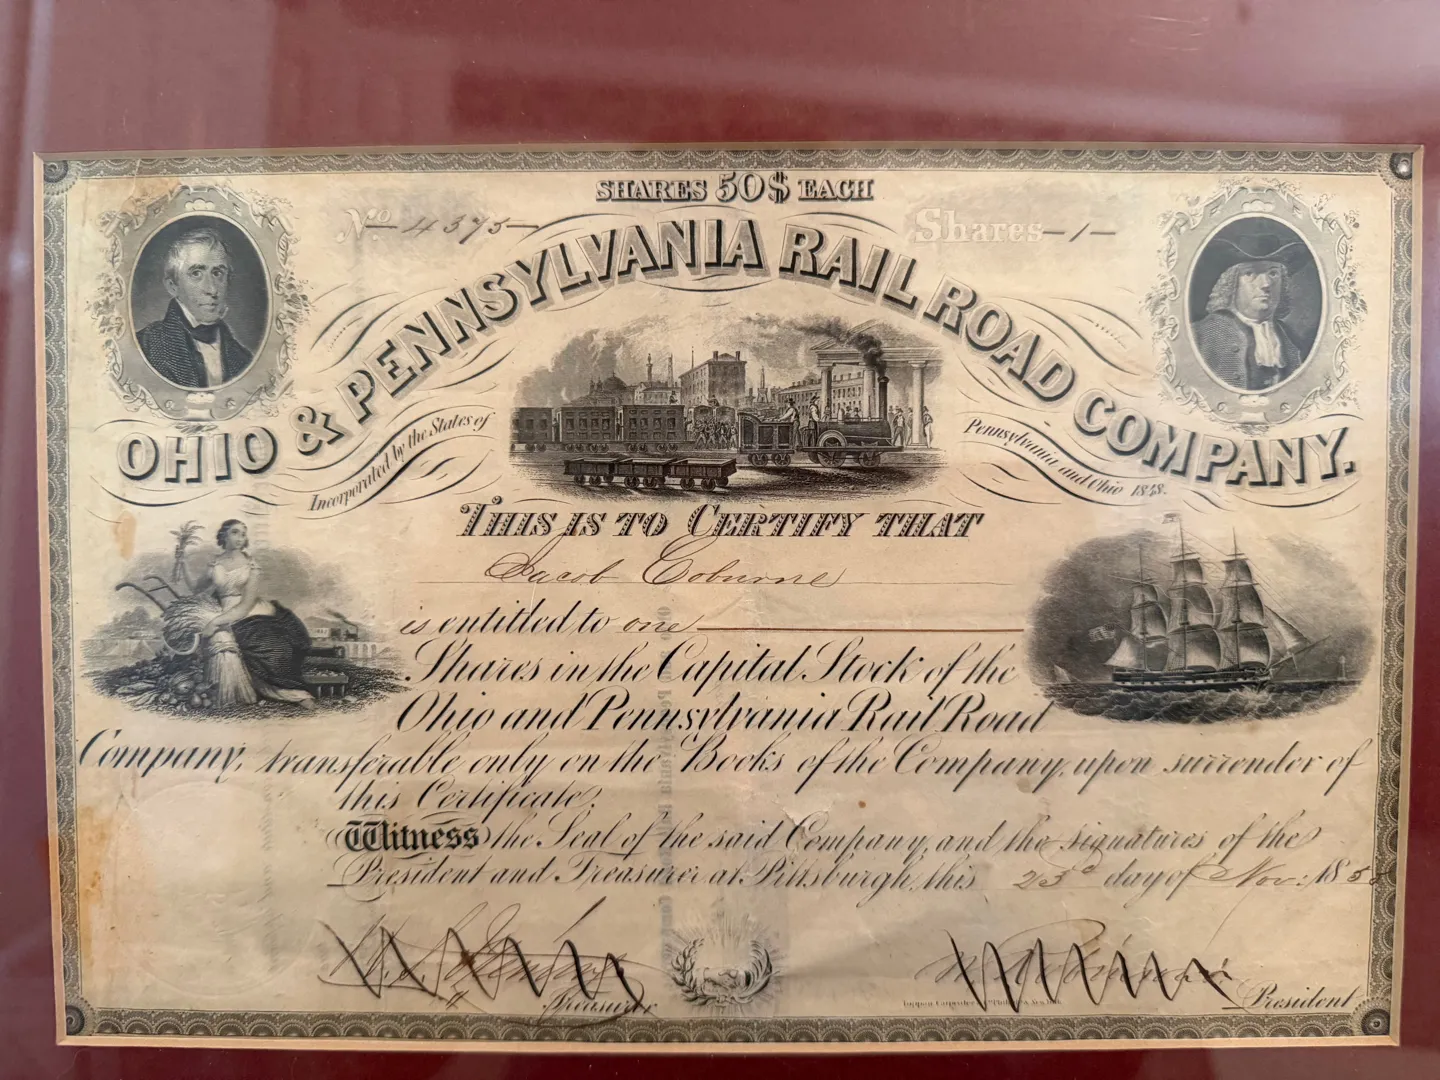 SHARES 50$ EACH
No 4375
Shares 1
OHIO & PENNSYLVANIA RAIL ROAD COMPANY.
Incorporated by the States of Pennsylvania and Ohio 1848.
THIS IS TO CERTIFY THAT
Jacob Coburne
is entitled to one
Shares in the Capital Stock of the
Ohio and Pennsylvania Rail Road
Company, transferable only on the Books of the Company, upon surrender of
this Certificate.
Witness the Seal of the said Company, and the signatures of the
President and Treasurer at Pittsburgh, this 23d day of Nov: 185
Treasurer
President